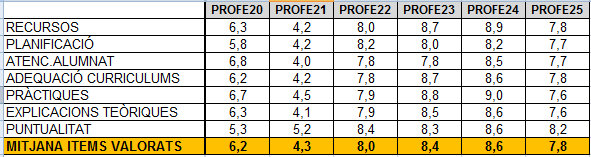 PROFE20 PROFE21 PROFE22 PROFE23 PROFE24 PROFE25
RECURSOS 6,3 4,2 8,0 8,7 8,9 7,8
PLANIFICACIÓ 5,8 4,2 8,2 8,0 8,2 7,7
ATENC.ALUMNAT 6,8 4,0 7,8 7,8 8,5 7,7
ADEQUACIÓ CURRICULUMS 6,2 4,2 7,8 8,7 8,6 7,8
PRÀCTIQUES 6,7 4,5 7,9 8,8 9,0 7,6
EXPLICACIONS TEÒRIQUES 6,3 4,1 7,9 8,5 8,6 7,6
PUNTUALITAT 5,3 5,2 8,4 8,3 8,6 8,2
MITJANA ITEMS VALORATS 6,2 4,3 8,0 8,4 8,6 7,8